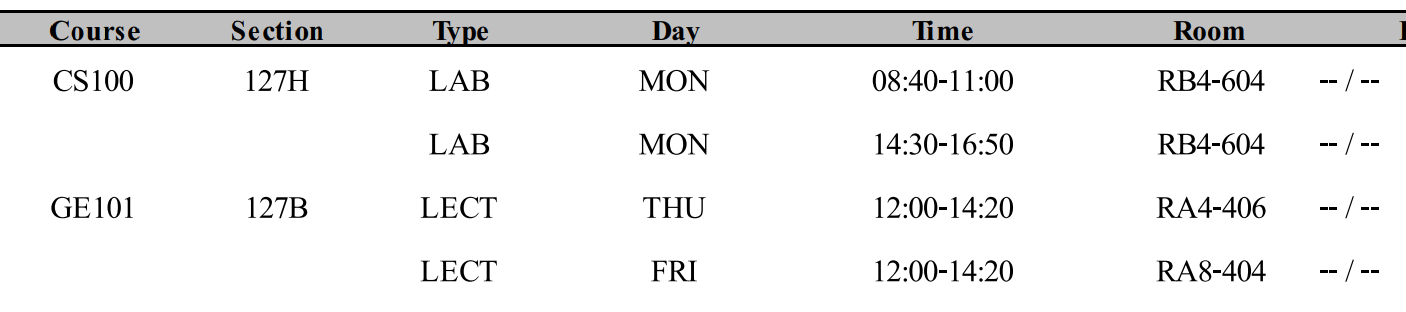 Course Section Type Day Time Room
CS100 127H LAB MON 08:40-11:00 RB4-604 -- / --
LAB MON 14:30-16:50 RB4-604 -- / --
GE101 127B LECT THU 12:00-14:20 RA4-406 -- / --
LECT FRI 12:00-14:20 RA8-404 -- / --